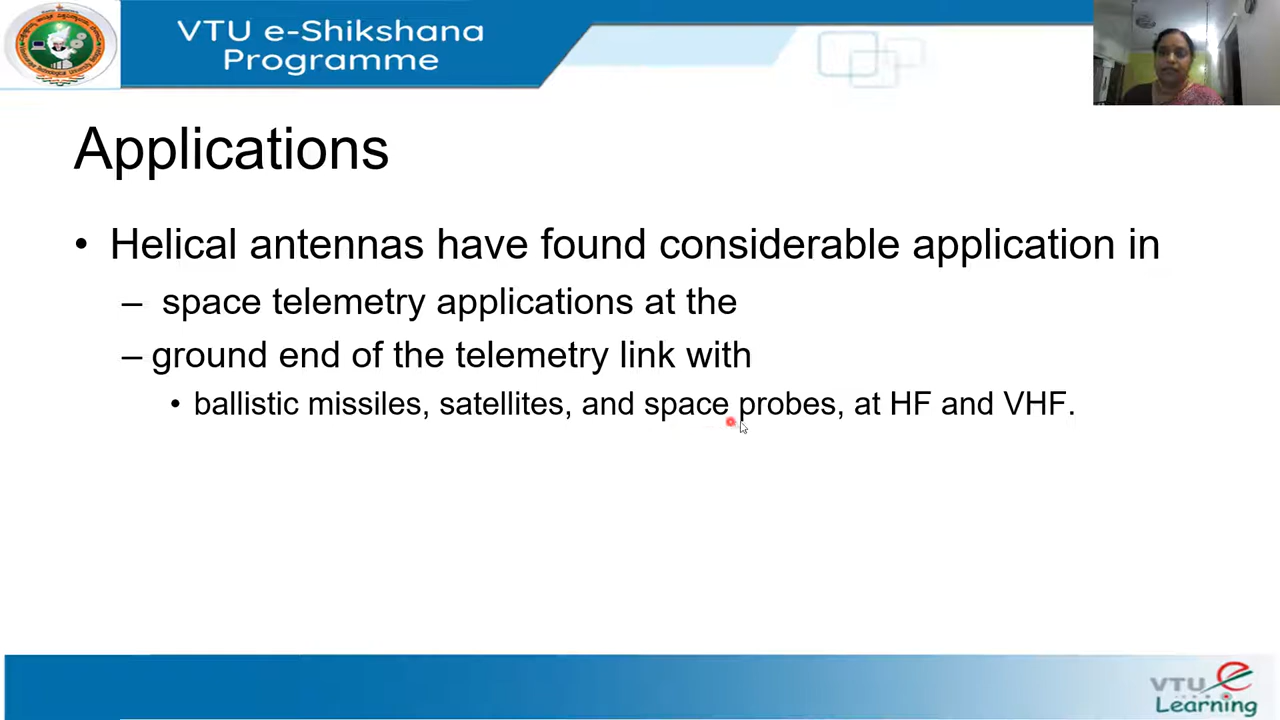 VTU e-Shikshana
Programme
Applications
• Helical antennas have found considerable application in
– space telemetry applications at the
– ground end of the telemetry link with
• ballistic missiles, satellites, and space probes, at HF and VHF.
VTU e
Learning